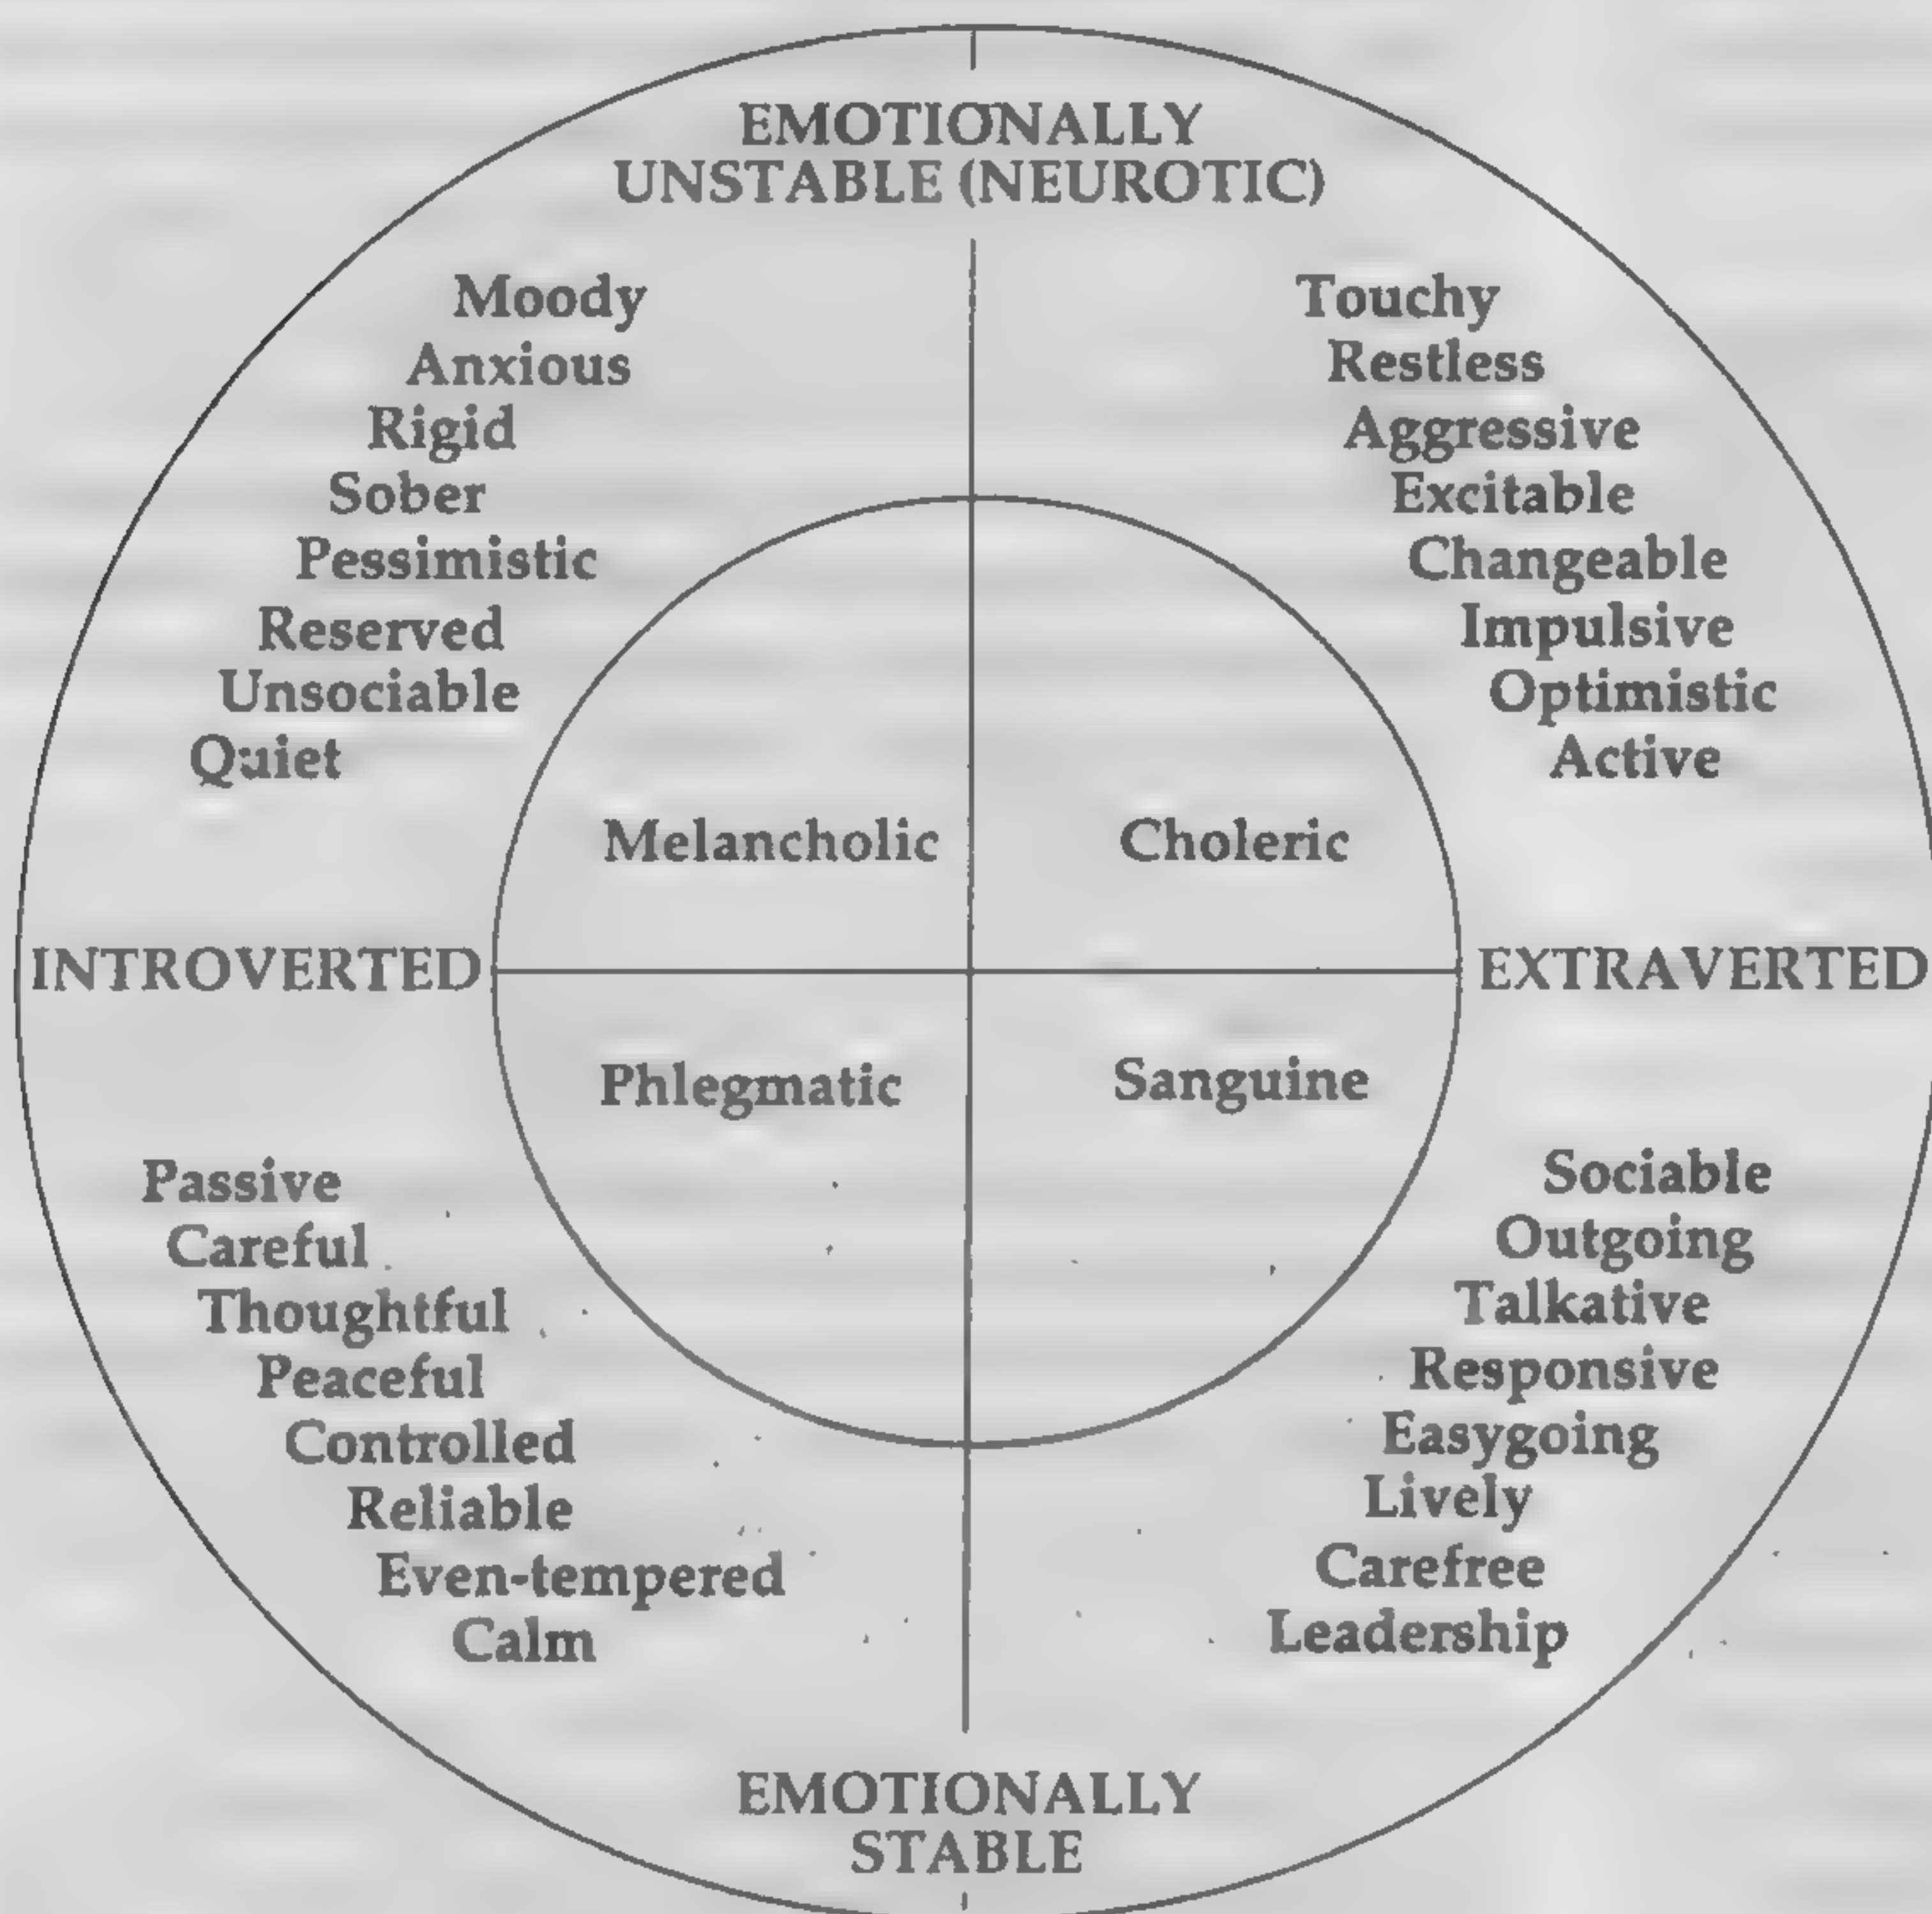 EMOTIONALLY
UNSTABLE (NEUROTIC)
Moody
Anxious
Rigid
Sober
Pessimistic
Reserved
Unsociable
Quiet
Touchy
Restless
Aggressive
Excitable
Changeable
Impulsive
Optimistic
Active
Melancholic
Choleric
INTROVERTED
EXTRAVERTED
Phlegmatic
Sanguine
Passive
Careful
Thoughtful
Peaceful
Controlled
Reliable
Even-tempered
Calm
Sociable
Outgoing
Talkative
Responsive
Easygoing
Lively
Carefree
Leadership
EMOTIONALLY
STABLE